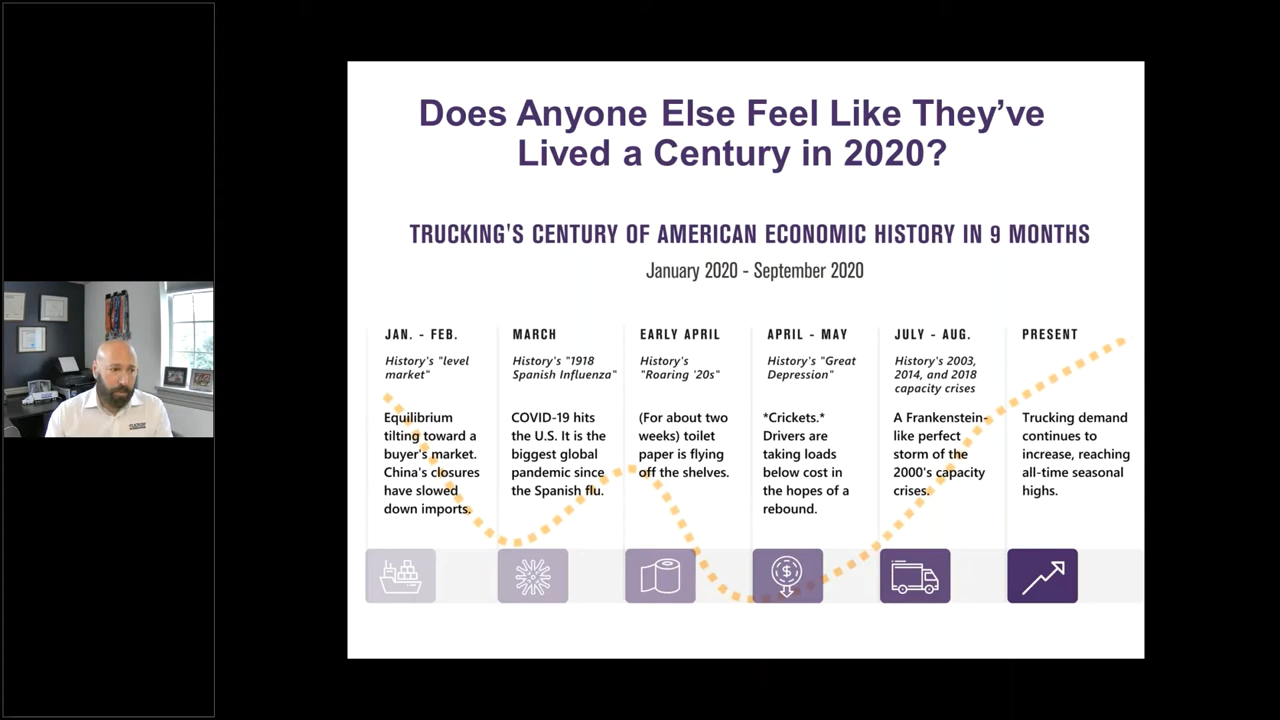 Does Anyone Else Feel Like They've
Lived a Century in 2020?
TRUCKING'S CENTURY OF AMERICAN ECONOMIC HISTORY IN 9 MONTHS
January 2020 - September 2020
JAN. - FEB.
History's "level
market"
Equilibrium
tilting toward a
buyer's market.
China's closures
have slowed
down imports.
MARCH
History's "1918
Spanish Influenza"
COVID-19 hits
the U.S. It is the
biggest global
pandemic since
the Spanish flu.
EARLY APRIL
History's
"Roaring '20s"
(For about two
weeks) toilet
paper is flying
off the shelves.
APRIL - MAY
History's "Great
Depression"
*Crickets.*
Drivers are
taking loads
below cost in
the hopes of a
rebound.
JULY - AUG.
History's 2003,
2014, and 2018
capacity crises
A Frankenstein-
like perfect
storm of the
2000's capacity
crises.
PRESENT
Trucking demand
continues to
increase, reaching
all-time seasonal
highs.
$